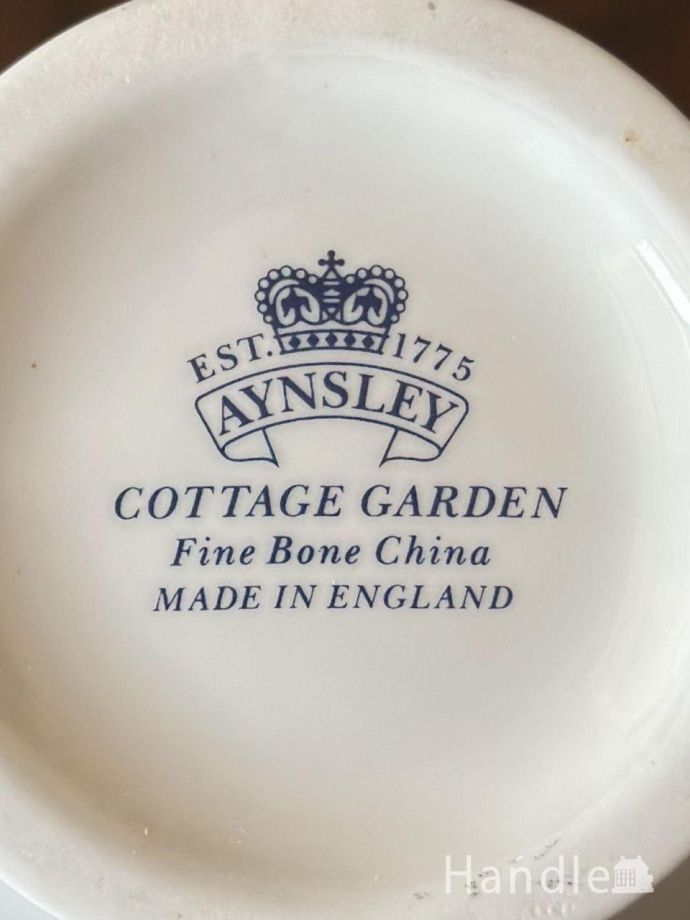 EST. 1775
AYNSLEY
COTTAGE GARDEN
Fine Bone China
MADE IN ENGLAND
Handle